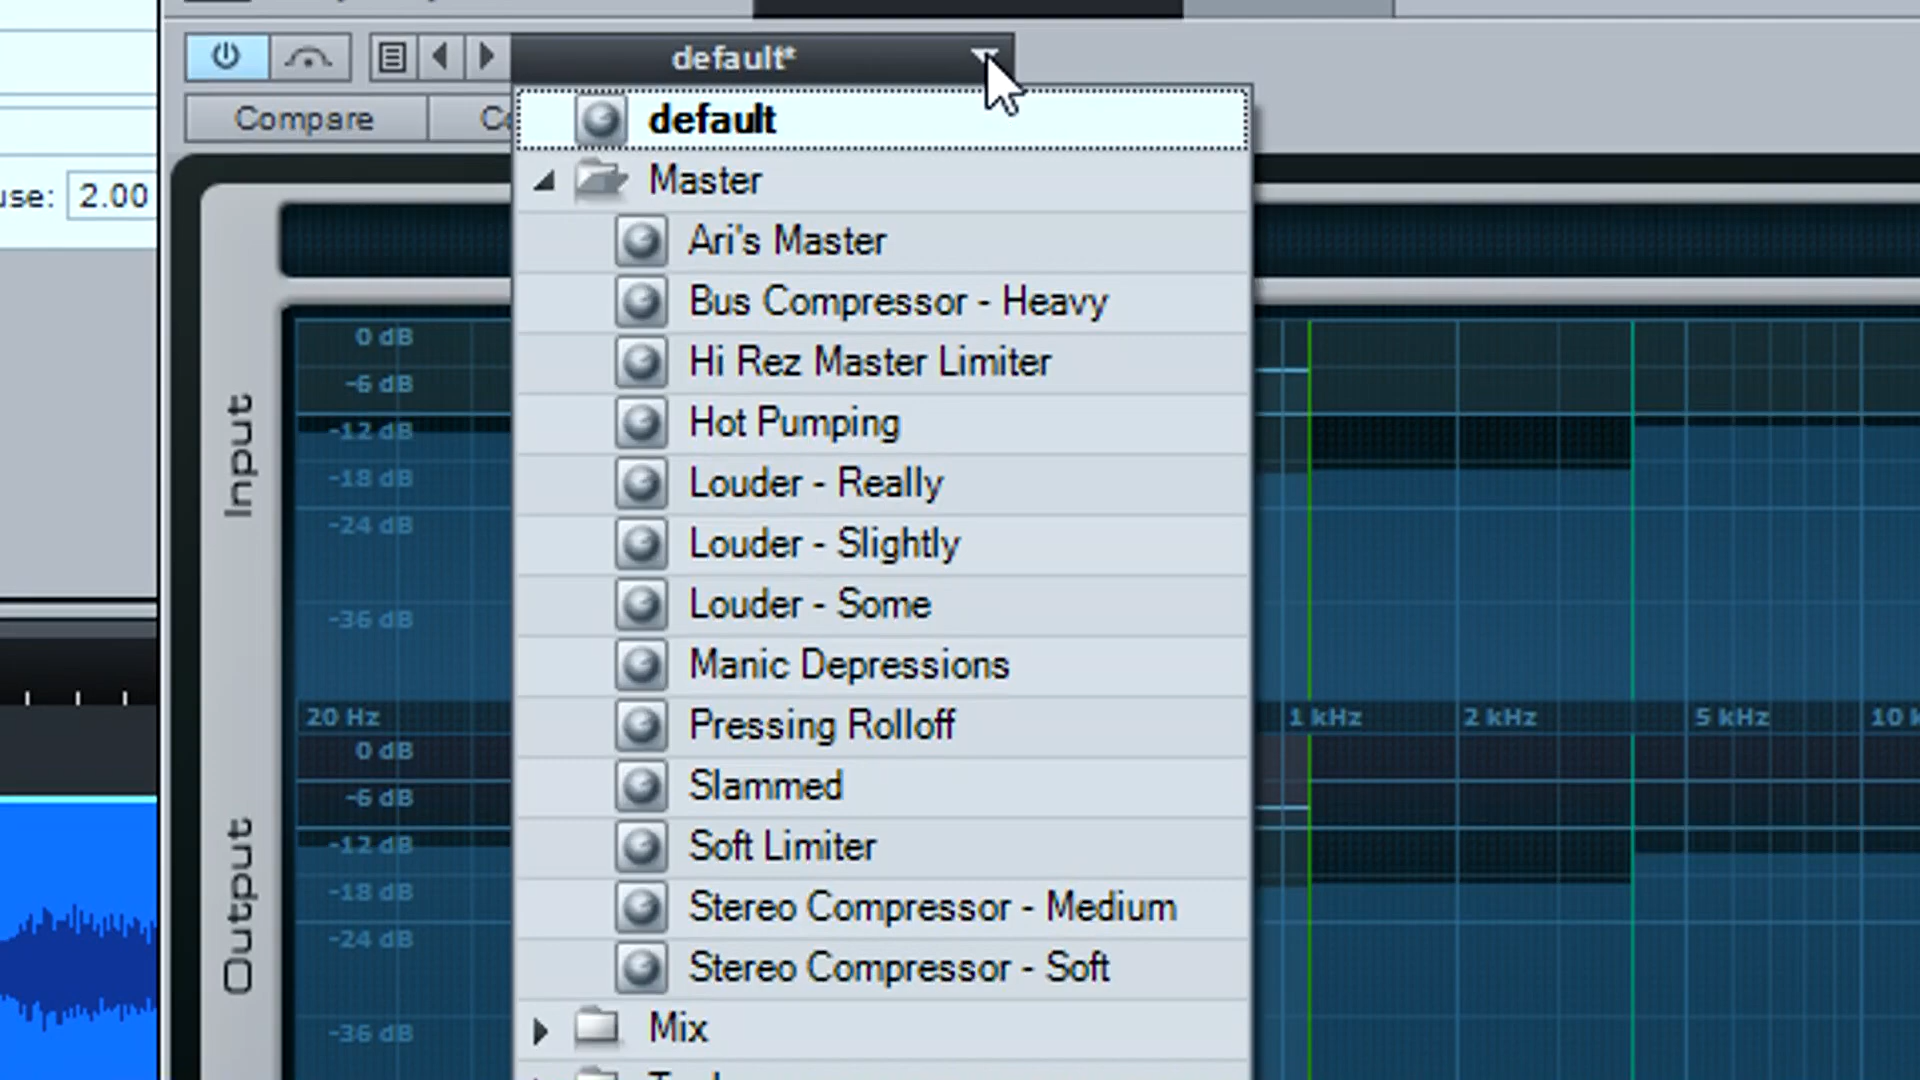 default*
Compare
default
Master
use: 2.00
Ari's Master
Bus Compressor - Heavy
Hi Rez Master Limiter
Hot Pumping
Louder - Really
Louder - Slightly
Louder - Some
Manic Depressions
Pressing Rolloff
Slammed
Soft Limiter
Stereo Compressor - Medium
Stereo Compressor - Soft
Mix
Input
0 dB
-6 dB
-12 dB
-18 dB
-24 dB
-36 dB
20 Hz 1 kHz 2 kHz 5 kHz 10 k
Output
0 dB
-6 dB
-12 dB
-18 dB
-24 dB
-36 dB